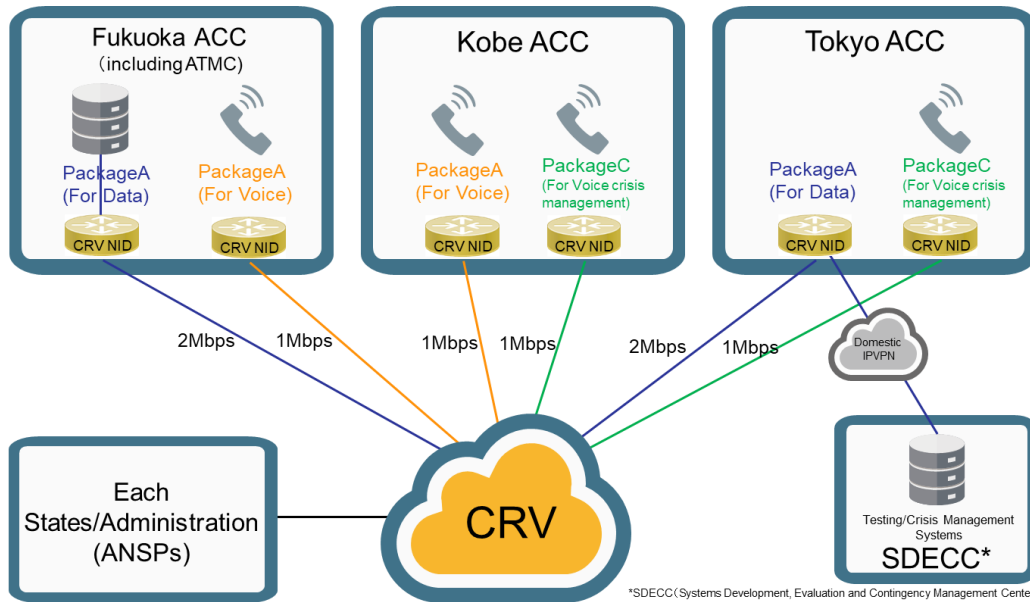 Fukuoka ACC
(including ATMC)
PackageA
(For Data)
PackageA
(For Voice)
CRV NID
CRV NID
Kobe ACC
PackageA
(For Voice)
PackageC
(For Voice crisis
management)
CRV NID
CRV NID
Tokyo ACC
PackageA
(For Data)
PackageC
(For Voice crisis
management)
CRV NID
CRV NID
2Mbps
1Mbps
1Mbps
1Mbps
2Mbps
1Mbps
Domestic
IPVPN
Each
States/Administration
(ANSPs)
CRV
Testing/Crisis Management
Systems
SDECC*
*SDECC(Systems Development, Evaluation and Contingency Management Cente